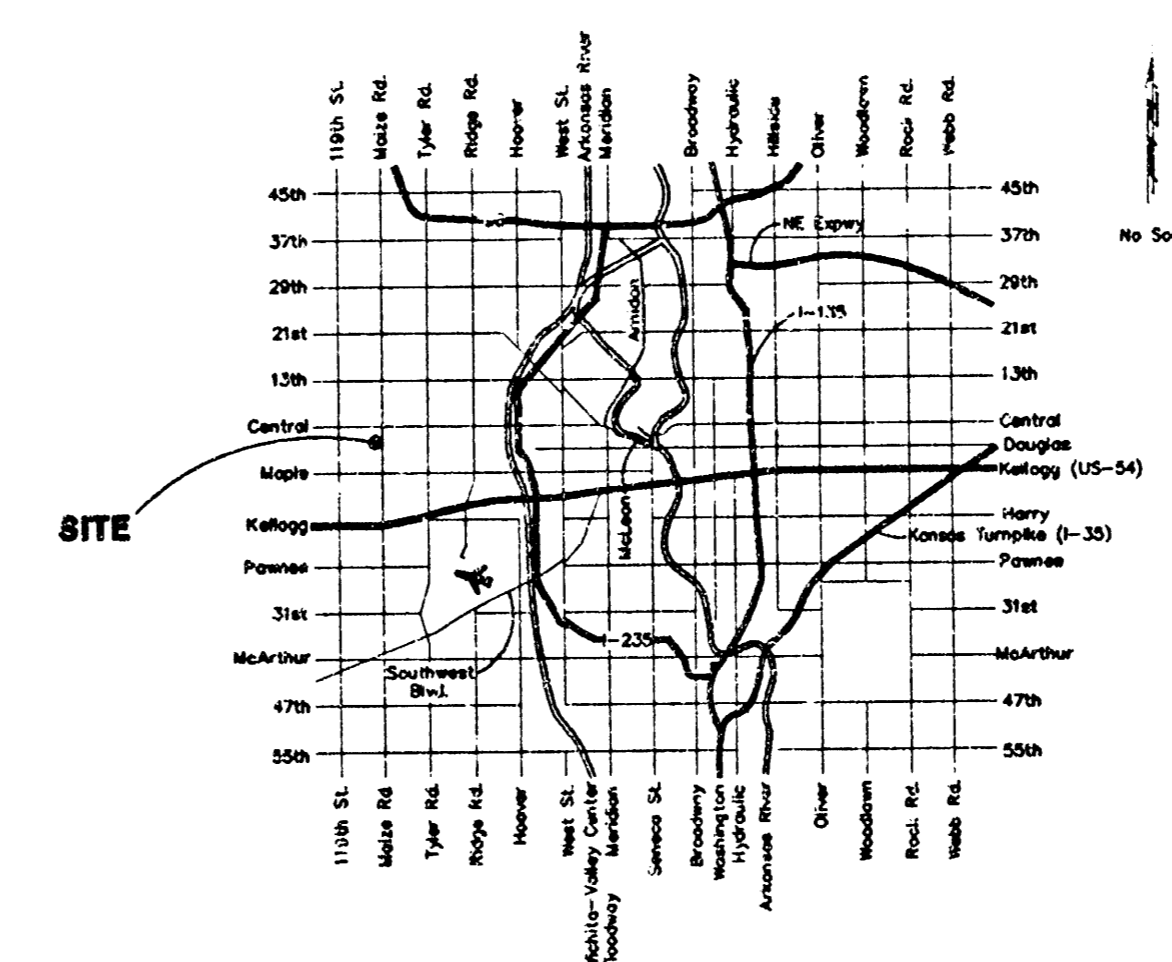 119th St.
Maize Rd.
Tyler Rd.
Ridge Rd.
Hoover
West St.
Arkansas River
Meridian
Broadway
Hydraulic
Hillside
Oliver
Woodlawn
Rock Rd.
Webb Rd.
45th
45th
NE Expwy
37th
37th
No
29th
29th
Amidon
I-135
21st
21st
13th
13th
Central
Central
Douglas
Maple
Kellogg (US-54)
SITE
Kellogg
McLean
Harry
Kansas Turnpike (I-35)
Pawnee
Pawnee
31st
31st
I-235
McArthur
McArthur
Southwest
Blvd.
47th
47th
55th
55th
119th St.
Maize Rd.
Tyler Rd.
Ridge Rd.
Hoover
West St.
Wichita-Valley Center
Floodway
Meridian
Seneca St.
Broadway
Washington
Hydraulic
Arkansas River
Oliver
Woodlawn
Rock Rd.
Webb Rd.